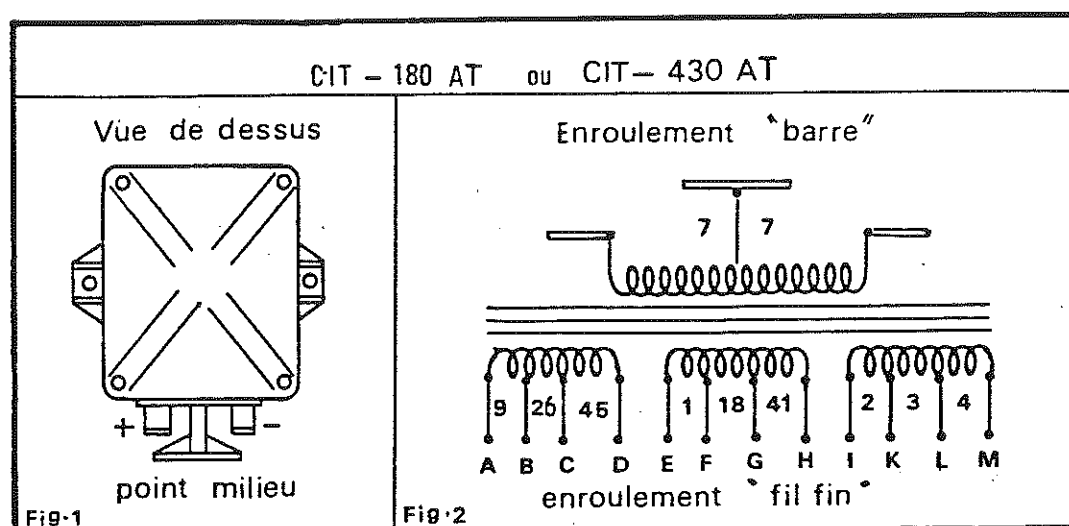 CIT - 180 AT ou CIT- 430 AT
Vue de dessus
+ -
point milieu
Fig.1
Enroulement "barre"
7 7
9 26 45 1 18 41 2 3 4
A B C D E F G H I K L M
enroulement "fil fin"
Fig.2